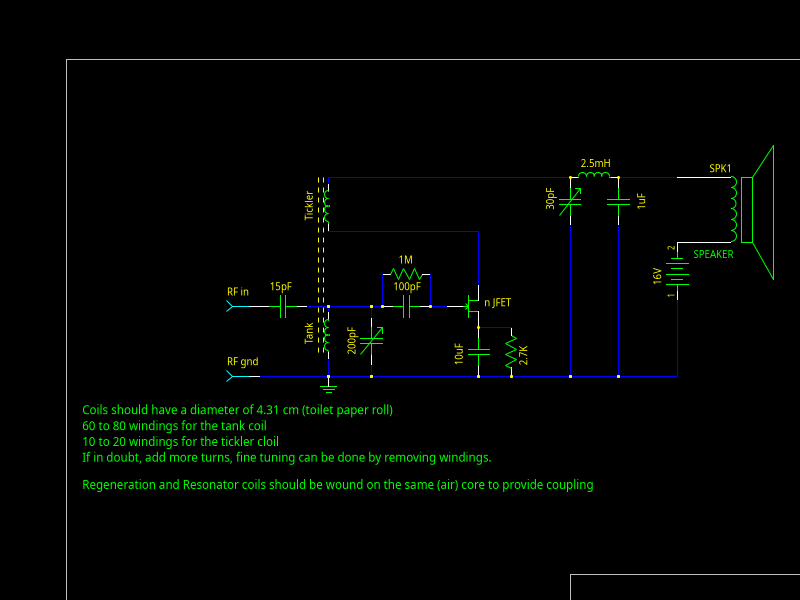 2.5mH
SPK1
Tickler
30pF
1uF
SPEAKER
2
16V
1
1M
15pF
100pF
RF in
n JFET
Tank
200pF
10uF
2.7K
RF gnd
Coils should have a diameter of 4.31 cm (toilet paper roll)
60 to 80 windings for the tank coil
10 to 20 windings for the tickler cloil
If in doubt, add more turns, fine tuning can be done by removing windings.
Regeneration and Resonator coils should be wound on the same (air) core to provide coupling